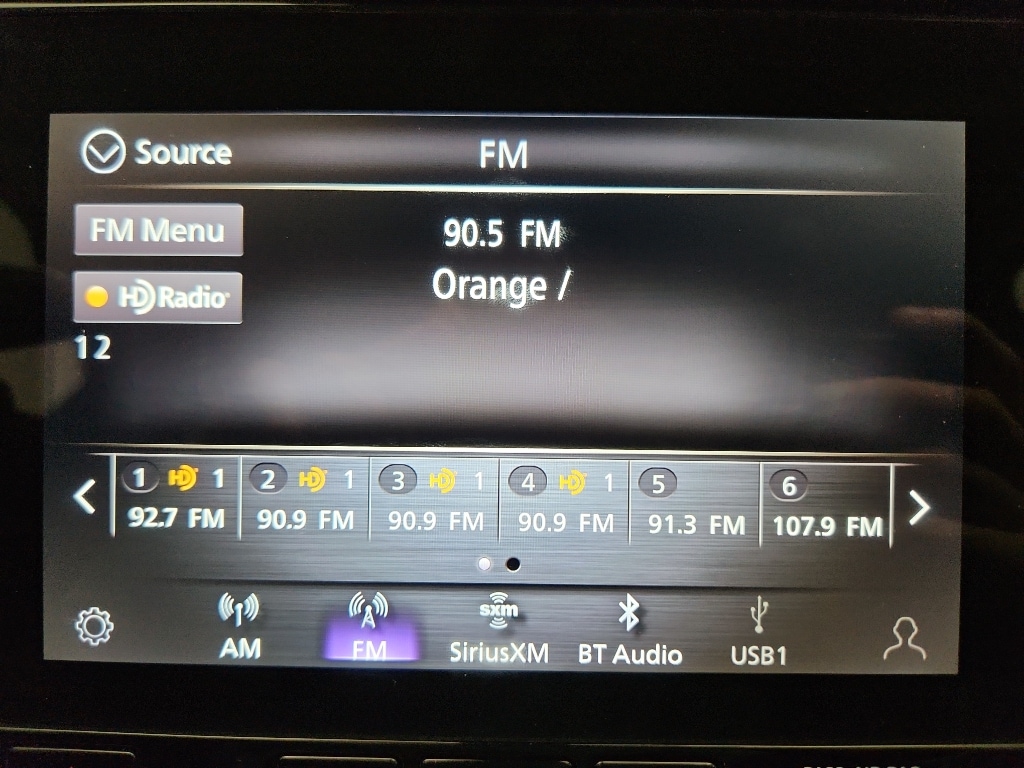 Source FM
FM Menu 90.5 FM
HD Radio Orange /
1 2
1 HD 1 2 HD 1 3 HD 1 4 HD 1 5 6
92.7 FM 90.9 FM 90.9 FM 90.9 FM 91.3 FM 107.9 FM
sxm
AM FM SiriusXM BT Audio USB1